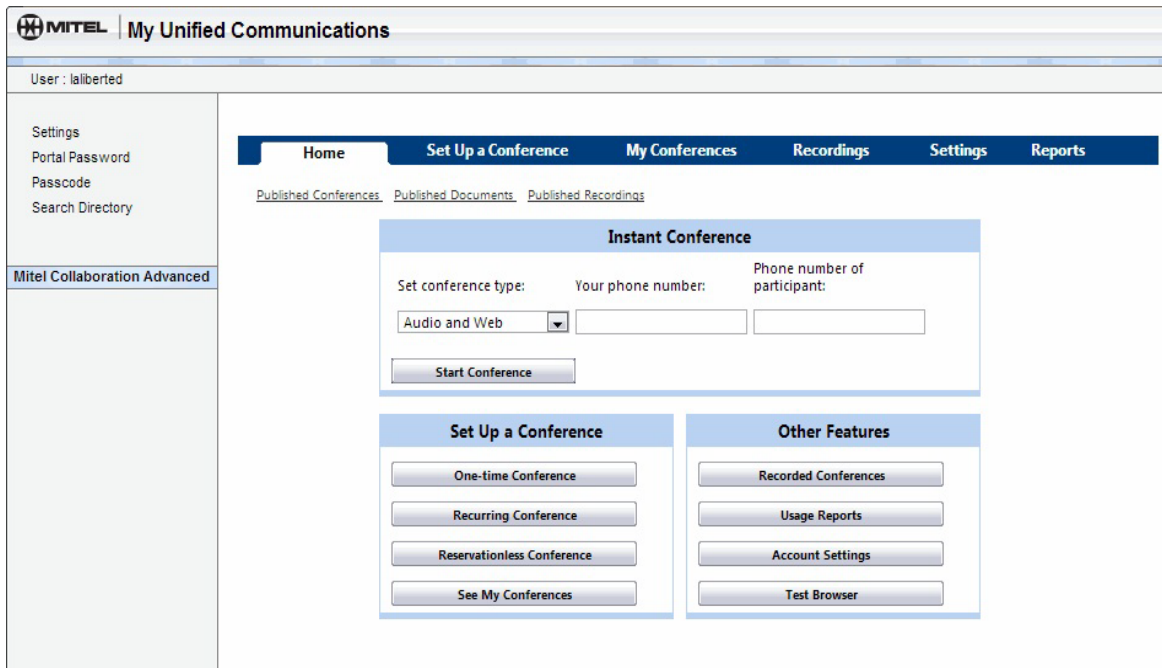 MITEL | My Unified Communications
User : laliberted
Settings
Portal Password
Passcode
Search Directory
Mitel Collaboration Advanced
Home Set Up a Conference My Conferences Recordings Settings Reports
Published Conferences Published Documents Published Recordings
Instant Conference
Set conference type: Your phone number: Phone number of
participant:
Audio and Web
Start Conference
Set Up a Conference
One-time Conference
Recurring Conference
Reservationless Conference
See My Conferences
Other Features
Recorded Conferences
Usage Reports
Account Settings
Test Browser